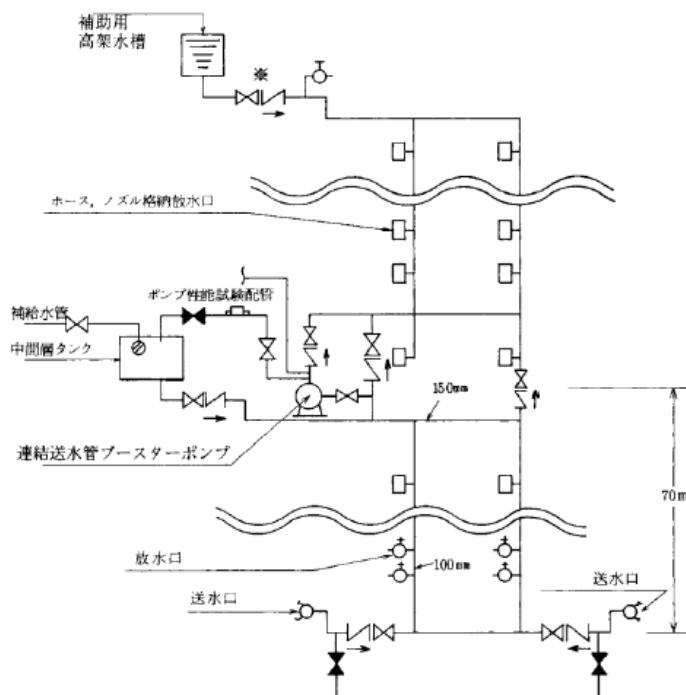 補助用
高架水槽
※
ホース，ノズル格納放水口
ポンプ性能試験配管
補給水管
中間層タンク
150mm
連結送水管ブースターポンプ
70m
放水口
100mm
送水口
送水口